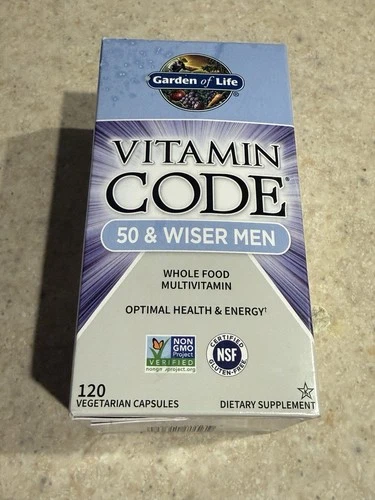 Garden of Life®
VITAMIN
CODE®
50 & WISER MEN
WHOLE FOOD
MULTIVITAMIN
OPTIMAL HEALTH & ENERGY†
NON
GMO
Project
VERIFIED
nongmoproject.org
CERTIFIED
NSF
GLUTEN-FREE
120
VEGETARIAN CAPSULES
K
DIETARY SUPPLEMENT